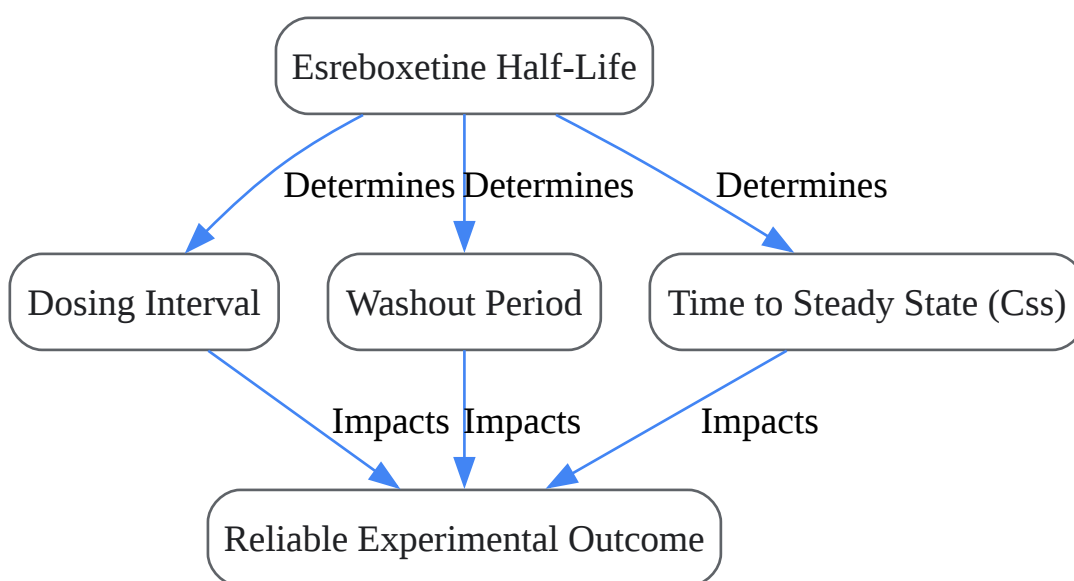 Esreboxetine Half-Life
Determines Determines Determines
Dosing Interval Washout Period Time to Steady State (Css)
Impacts Impacts Impacts
Reliable Experimental Outcome